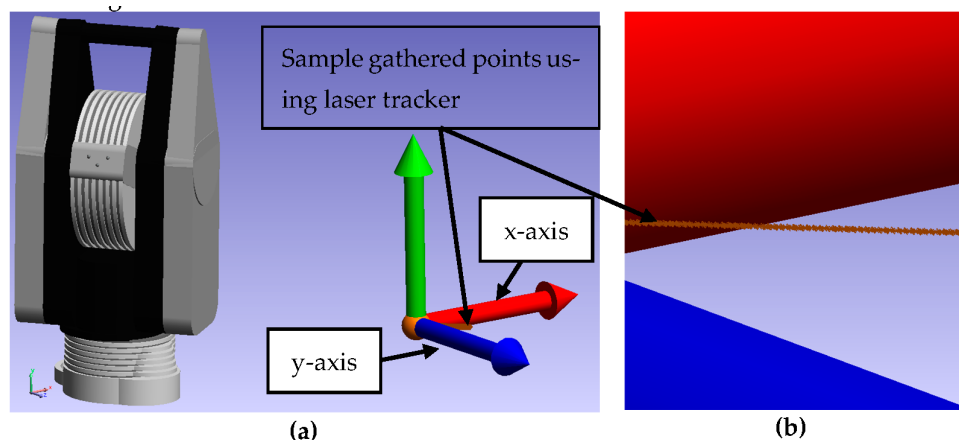 Sample gathered points us-
ing laser tracker
x-axis
y-axis
y
x
z
(a)
(b)